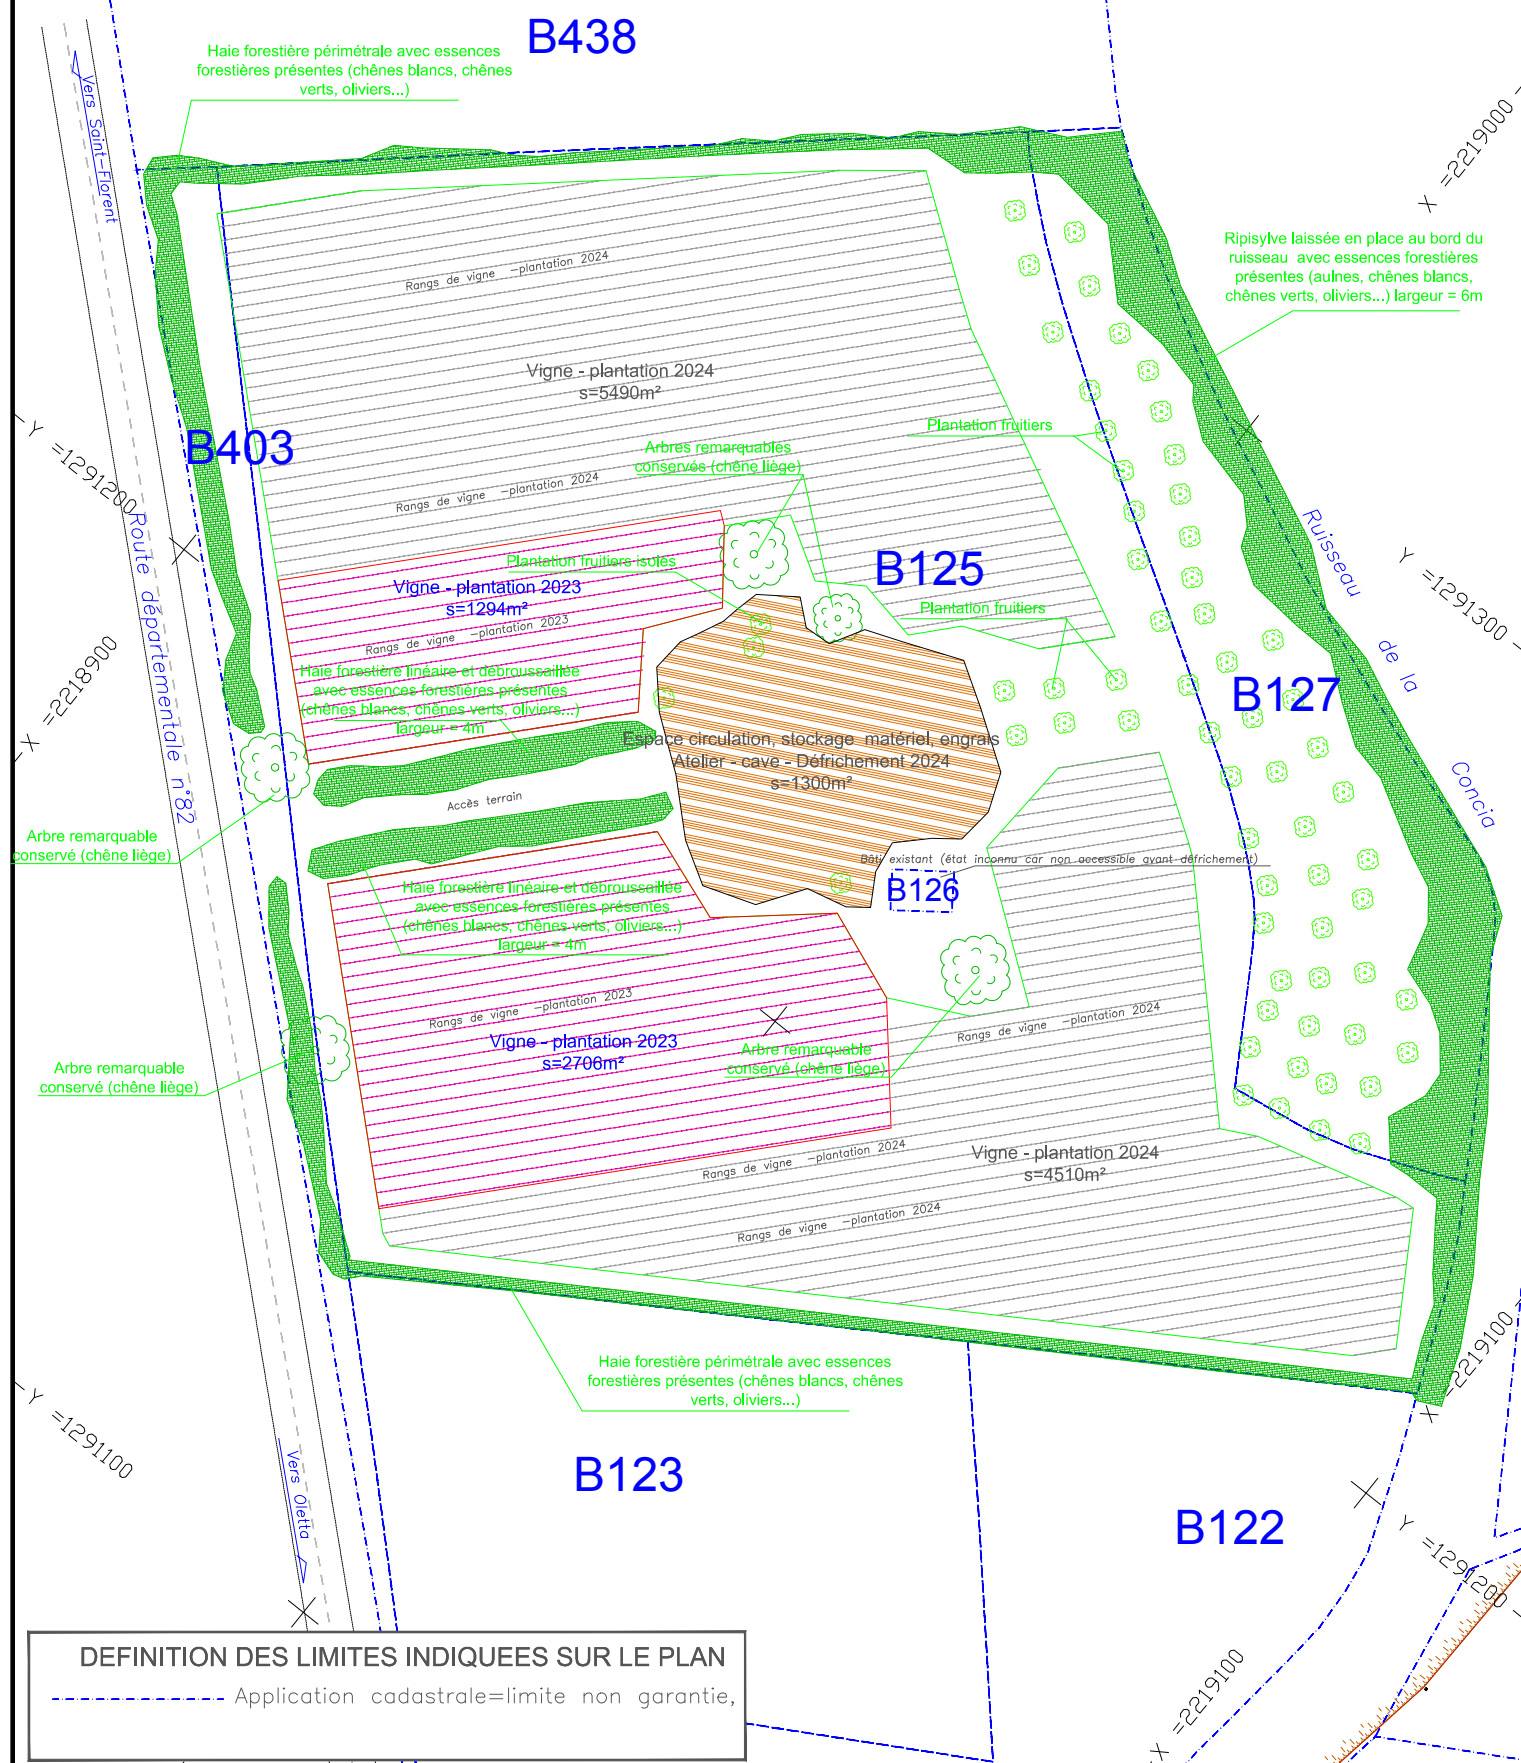 B438
Haie forestière périmétrale avec essences
forestières présentes (chênes blancs, chênes
verts, oliviers...)
Vers Saint-Florent
X =2219000
Ripisylve laissée en place au bord du
ruisseau avec essences forestières
présentes (aulnes, chênes blancs,
chênes verts, oliviers...) largeur = 6m
Rangs de vigne -plantation 2024
Vigne - plantation 2024
s=5490m²
Plantation fruitiers
B403
Y =1291200
Arbres remarquables
conservés (chêne liège)
Rangs de vigne -plantation 2024
Route départementale n°82
Ruisseau de la Concia
Y =1291300
Plantation fruitiers isolés
B125
Vigne - plantation 2023
s=1294m²
Plantation fruitiers
Rangs de vigne -plantation 2023
X =2218900
Haie forestière linéaire et débroussaillée
avec essences forestières présentes
(chênes blancs, chênes verts, oliviers...)
largeur = 4m
B127
Espace circulation, stockage matériel, engrais
Atelier - cave - Défrichement 2024
s=1300m²
Accès terrain
Arbre remarquable
conservé (chêne liège)
Bâti existant (état inconnu car non accessible avant défrichement)
B126
Haie forestière linéaire et débroussaillée
avec essences forestières présentes
(chênes blancs, chênes verts, oliviers...)
largeur = 4m
Rangs de vigne -plantation 2023
Rangs de vigne -plantation 2024
Vigne - plantation 2023
s=2706m²
Arbre remarquable
conservé (chêne liège)
Arbre remarquable
conservé (chêne liège)
Rangs de vigne -plantation 2024
Vigne - plantation 2024
s=4510m²
Rangs de vigne -plantation 2024
X =2219100
Haie forestière périmétrale avec essences
forestières présentes (chênes blancs, chênes
verts, oliviers...)
Y =1291100
Vers Oletta
B123
B122
Y =1291200
X =2219100
DEFINITION DES LIMITES INDIQUEES SUR LE PLAN
Application cadastrale=limite non garantie,